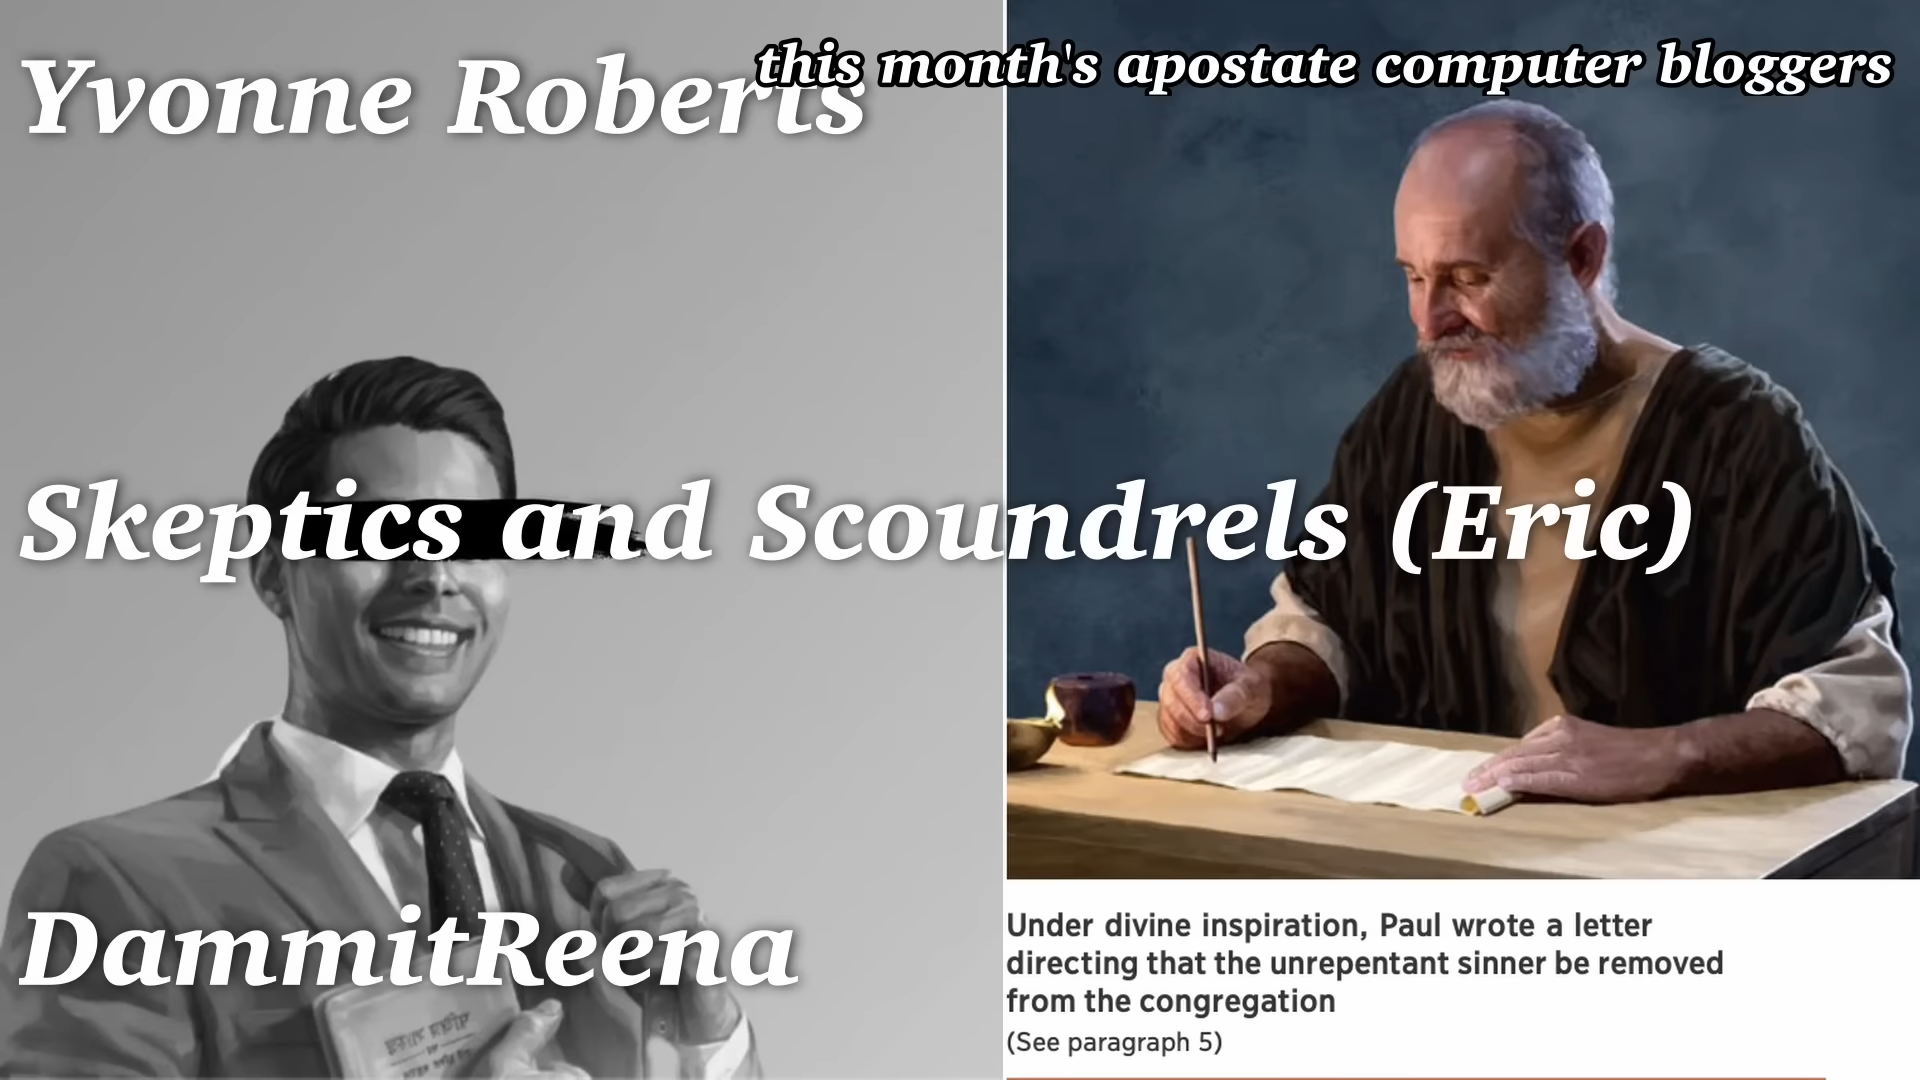 Yvonne Roberts
this month's apostate computer bloggers
Skeptics and Scoundrels (Eric)
DammitReena
Under divine inspiration, Paul wrote a letter
directing that the unrepentant sinner be removed
from the congregation
(See paragraph 5)